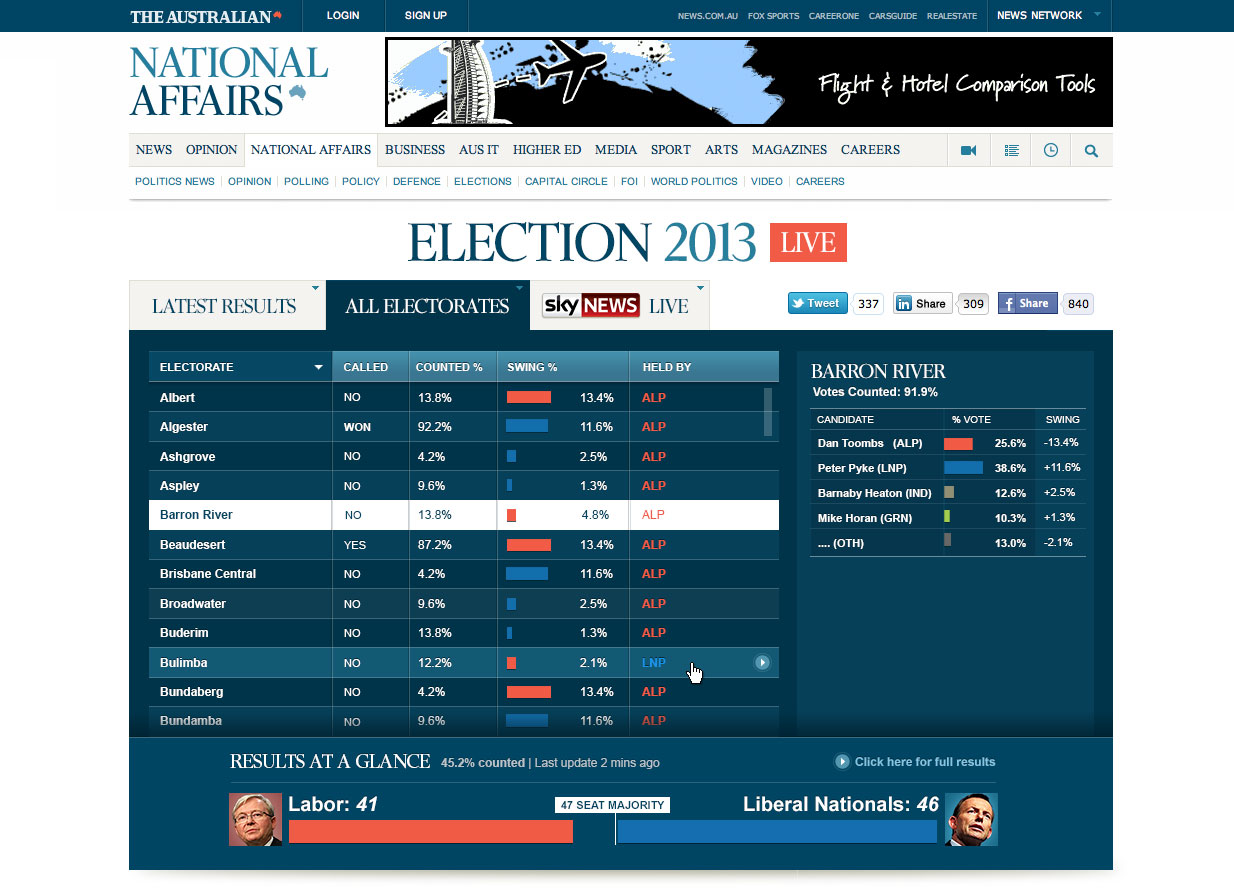 THE AUSTRALIAN LOGIN SIGN UP NEWS.COM.AU FOX SPORTS CAREERONE CARSGUIDE REALESTATE NEWS NETWORK
NATIONAL
AFFAIRS
Flight & Hotel Comparison Tools
NEWS OPINION NATIONAL AFFAIRS BUSINESS AUS IT HIGHER ED MEDIA SPORT ARTS MAGAZINES CAREERS
POLITICS NEWS OPINION POLLING POLICY DEFENCE ELECTIONS CAPITAL CIRCLE FOI WORLD POLITICS VIDEO CAREERS
ELECTION 2013 LIVE
LATEST RESULTS ALL ELECTORATES sky NEWS LIVE Tweet 337 in Share 309 f Share 840
ELECTORATE CALLED COUNTED % SWING % HELD BY
Albert NO 13.8% 13.4% ALP
Algester WON 92.2% 11.6% ALP
Ashgrove NO 4.2% 2.5% ALP
Aspley NO 9.6% 1.3% ALP
Barron River NO 13.8% 4.8% ALP
Beaudesert YES 87.2% 13.4% ALP
Brisbane Central NO 4.2% 11.6% ALP
Broadwater NO 9.6% 2.5% ALP
Buderim NO 13.8% 1.3% ALP
Bulimba NO 12.2% 2.1% LNP
Bundaberg NO 4.2% 13.4% ALP
Bundamba NO 9.6% 11.6% ALP
BARRON RIVER
Votes Counted: 91.9%
CANDIDATE % VOTE SWING
Dan Toombs (ALP) 25.6% -13.4%
Peter Pyke (LNP) 38.6% +11.6%
Barnaby Heaton (IND) 12.6% +2.5%
Mike Horan (GRN) 10.3% +1.3%
.... (OTH) 13.0% -2.1%
RESULTS AT A GLANCE 45.2% counted | Last update 2 mins ago Click here for full results
Labor: 41 47 SEAT MAJORITY Liberal Nationals: 46